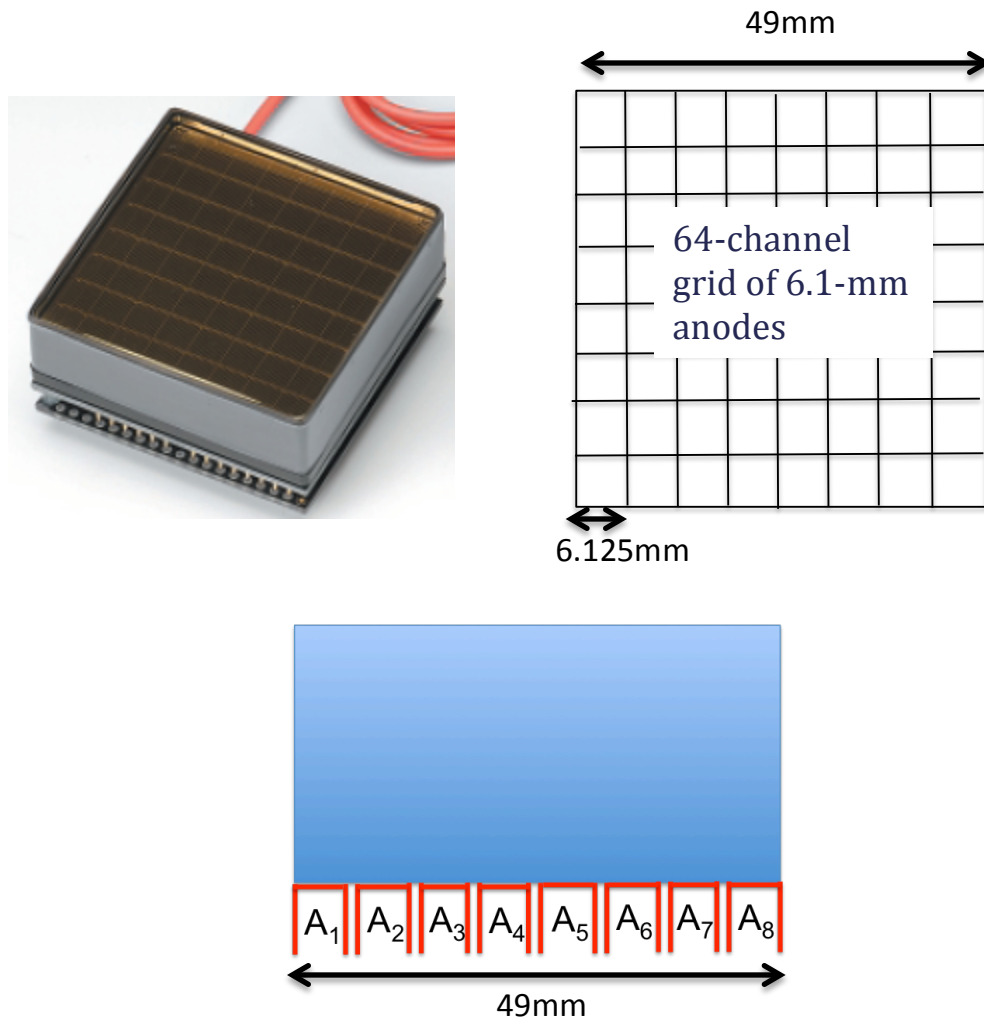 49mm
64-channel
grid of 6.1-mm
anodes
6.125mm
A₁ A₂ A₃ A₄ A₅ A₆ A₇ A₈
49mm